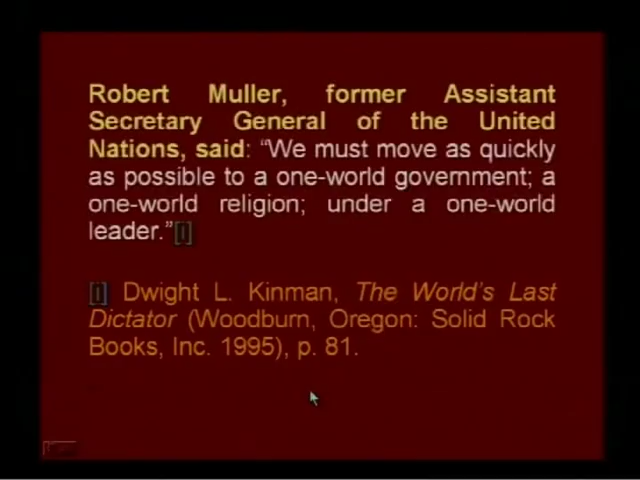 Robert Muller, former Assistant
Secretary General of the United
Nations, said: “We must move as quickly
as possible to a one-world government; a
one-world religion; under a one-world
leader.”[i]
[i] Dwight L. Kinman, The World’s Last
Dictator (Woodburn, Oregon: Solid Rock
Books, Inc. 1995), p. 81.